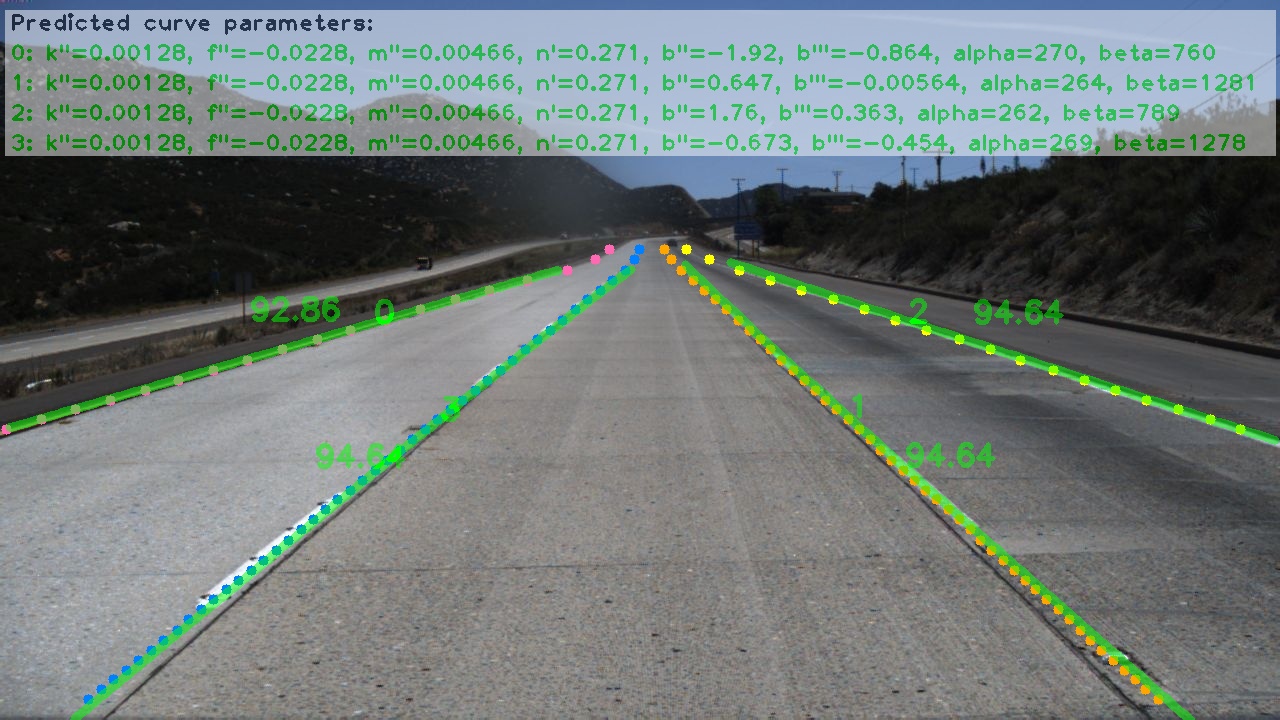 Predicted curve parameters:
0: k''=0.00128, f''=-0.0228, m''=0.00466, n'=0.271, b''=-1.92, b'''=-0.864, alpha=270, beta=760
1: k''=0.00128, f''=-0.0228, m''=0.00466, n'=0.271, b''=0.647, b'''=-0.00564, alpha=264, beta=1281
2: k''=0.00128, f''=-0.0228, m''=0.00466, n'=0.271, b''=1.76, b'''=0.363, alpha=262, beta=789
3: k''=0.00128, f''=-0.0228, m''=0.00466, n'=0.271, b''=-0.673, b'''=-0.454, alpha=269, beta=1278
92.86 0
2 94.64
3
1
94.64
94.64